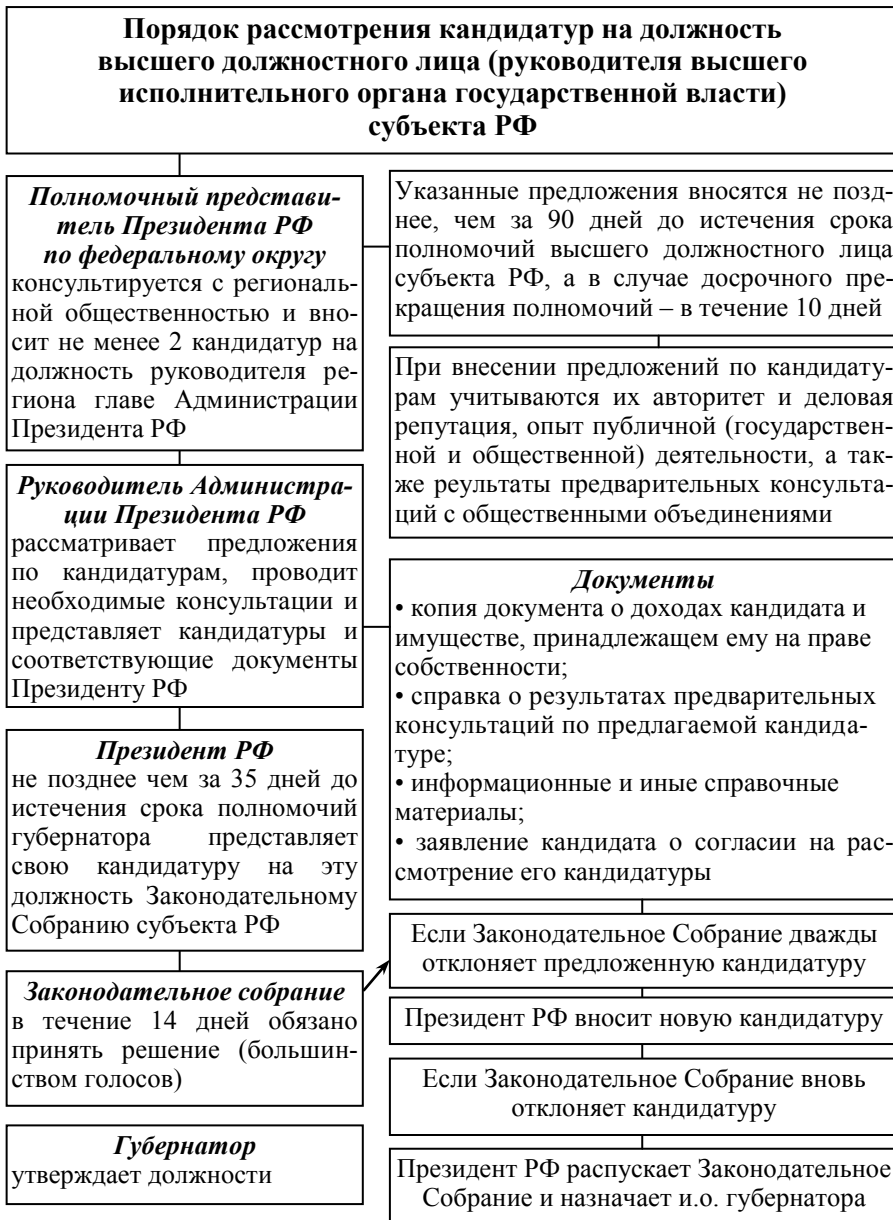 Порядок рассмотрения кандидатур на должность
высшего должностного лица (руководителя высшего
исполнительного органа государственной власти)
субъекта РФ
Полномочный представи-
тель Президента РФ
по федеральному округу
консультируется с региональ-
ной общественностью и вно-
сит не менее 2 кандидатур на
должность руководителя ре-
гиона главе Администрации
Президента РФ
Указанные предложения вносятся не позд-
нее, чем за 90 дней до истечения срока
полномочий высшего должностного лица
субъекта РФ, а в случае досрочного пре-
кращения полномочий – в течение 10 дней
При внесении предложений по кандидату-
рам учитываются их авторитет и деловая
репутация, опыт публичной (государствен-
ной и общественной) деятельности, а так-
же реультаты предварительных консульта-
ций с общественными объединениями
Руководитель Администра-
ции Президента РФ
рассматривает предложения
по кандидатурам, проводит
необходимые консультации и
представляет кандидатуры и
соответствующие документы
Президенту РФ
Документы
• копия документа о доходах кандидата и
имуществе, принадлежащем ему на праве
собственности;
• справка о результатах предварительных
консультаций по предлагаемой кандида-
туре;
• информационные и иные справочные
материалы;
• заявление кандидата о согласии на рас-
смотрение его кандидатуры
Президент РФ
не позднее чем за 35 дней до
истечения срока полномочий
губернатора представляет
свою кандидатуру на эту
должность Законодательному
Собранию субъекта РФ
Законодательное собрание
в течение 14 дней обязано
принять решение (большин-
ством голосов)
Если Законодательное Собрание дважды
отклоняет предложенную кандидатуру
Президент РФ вносит новую кандидатуру
Если Законодательное Собрание вновь
отклоняет кандидатуру
Президент РФ распускает Законодательное
Собрание и назначает и.о. губернатора
Губернатор
утверждает должности